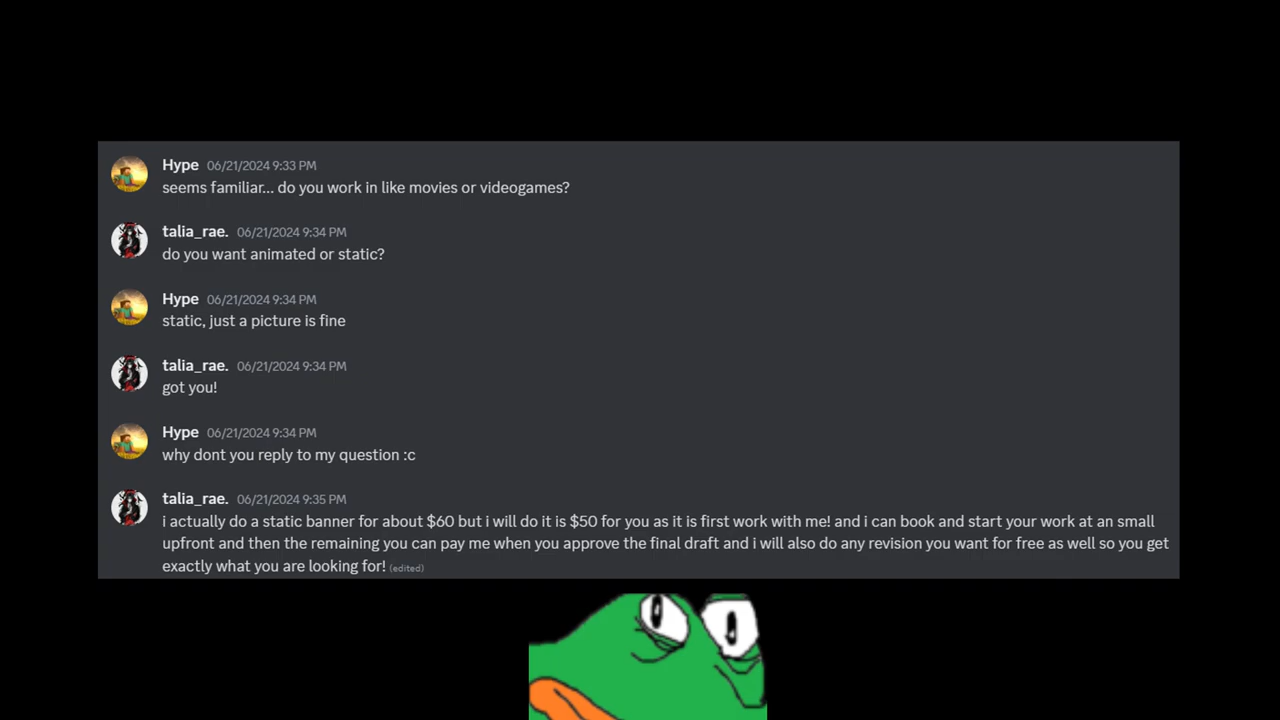 Hype 06/21/2024 9:33 PM
seems familiar... do you work in like movies or videogames?
talia_rae. 06/21/2024 9:34 PM
do you want animated or static?
Hype 06/21/2024 9:34 PM
static, just a picture is fine
talia_rae. 06/21/2024 9:34 PM
got you!
Hype 06/21/2024 9:34 PM
why dont you reply to my question :c
talia_rae. 06/21/2024 9:35 PM
i actually do a static banner for about $60 but i will do it is $50 for you as it is first work with me! and i can book and start your work at an small
upfront and then the remaining you can pay me when you approve the final draft and i will also do any revision you want for free as well so you get
exactly what you are looking for! (edited)